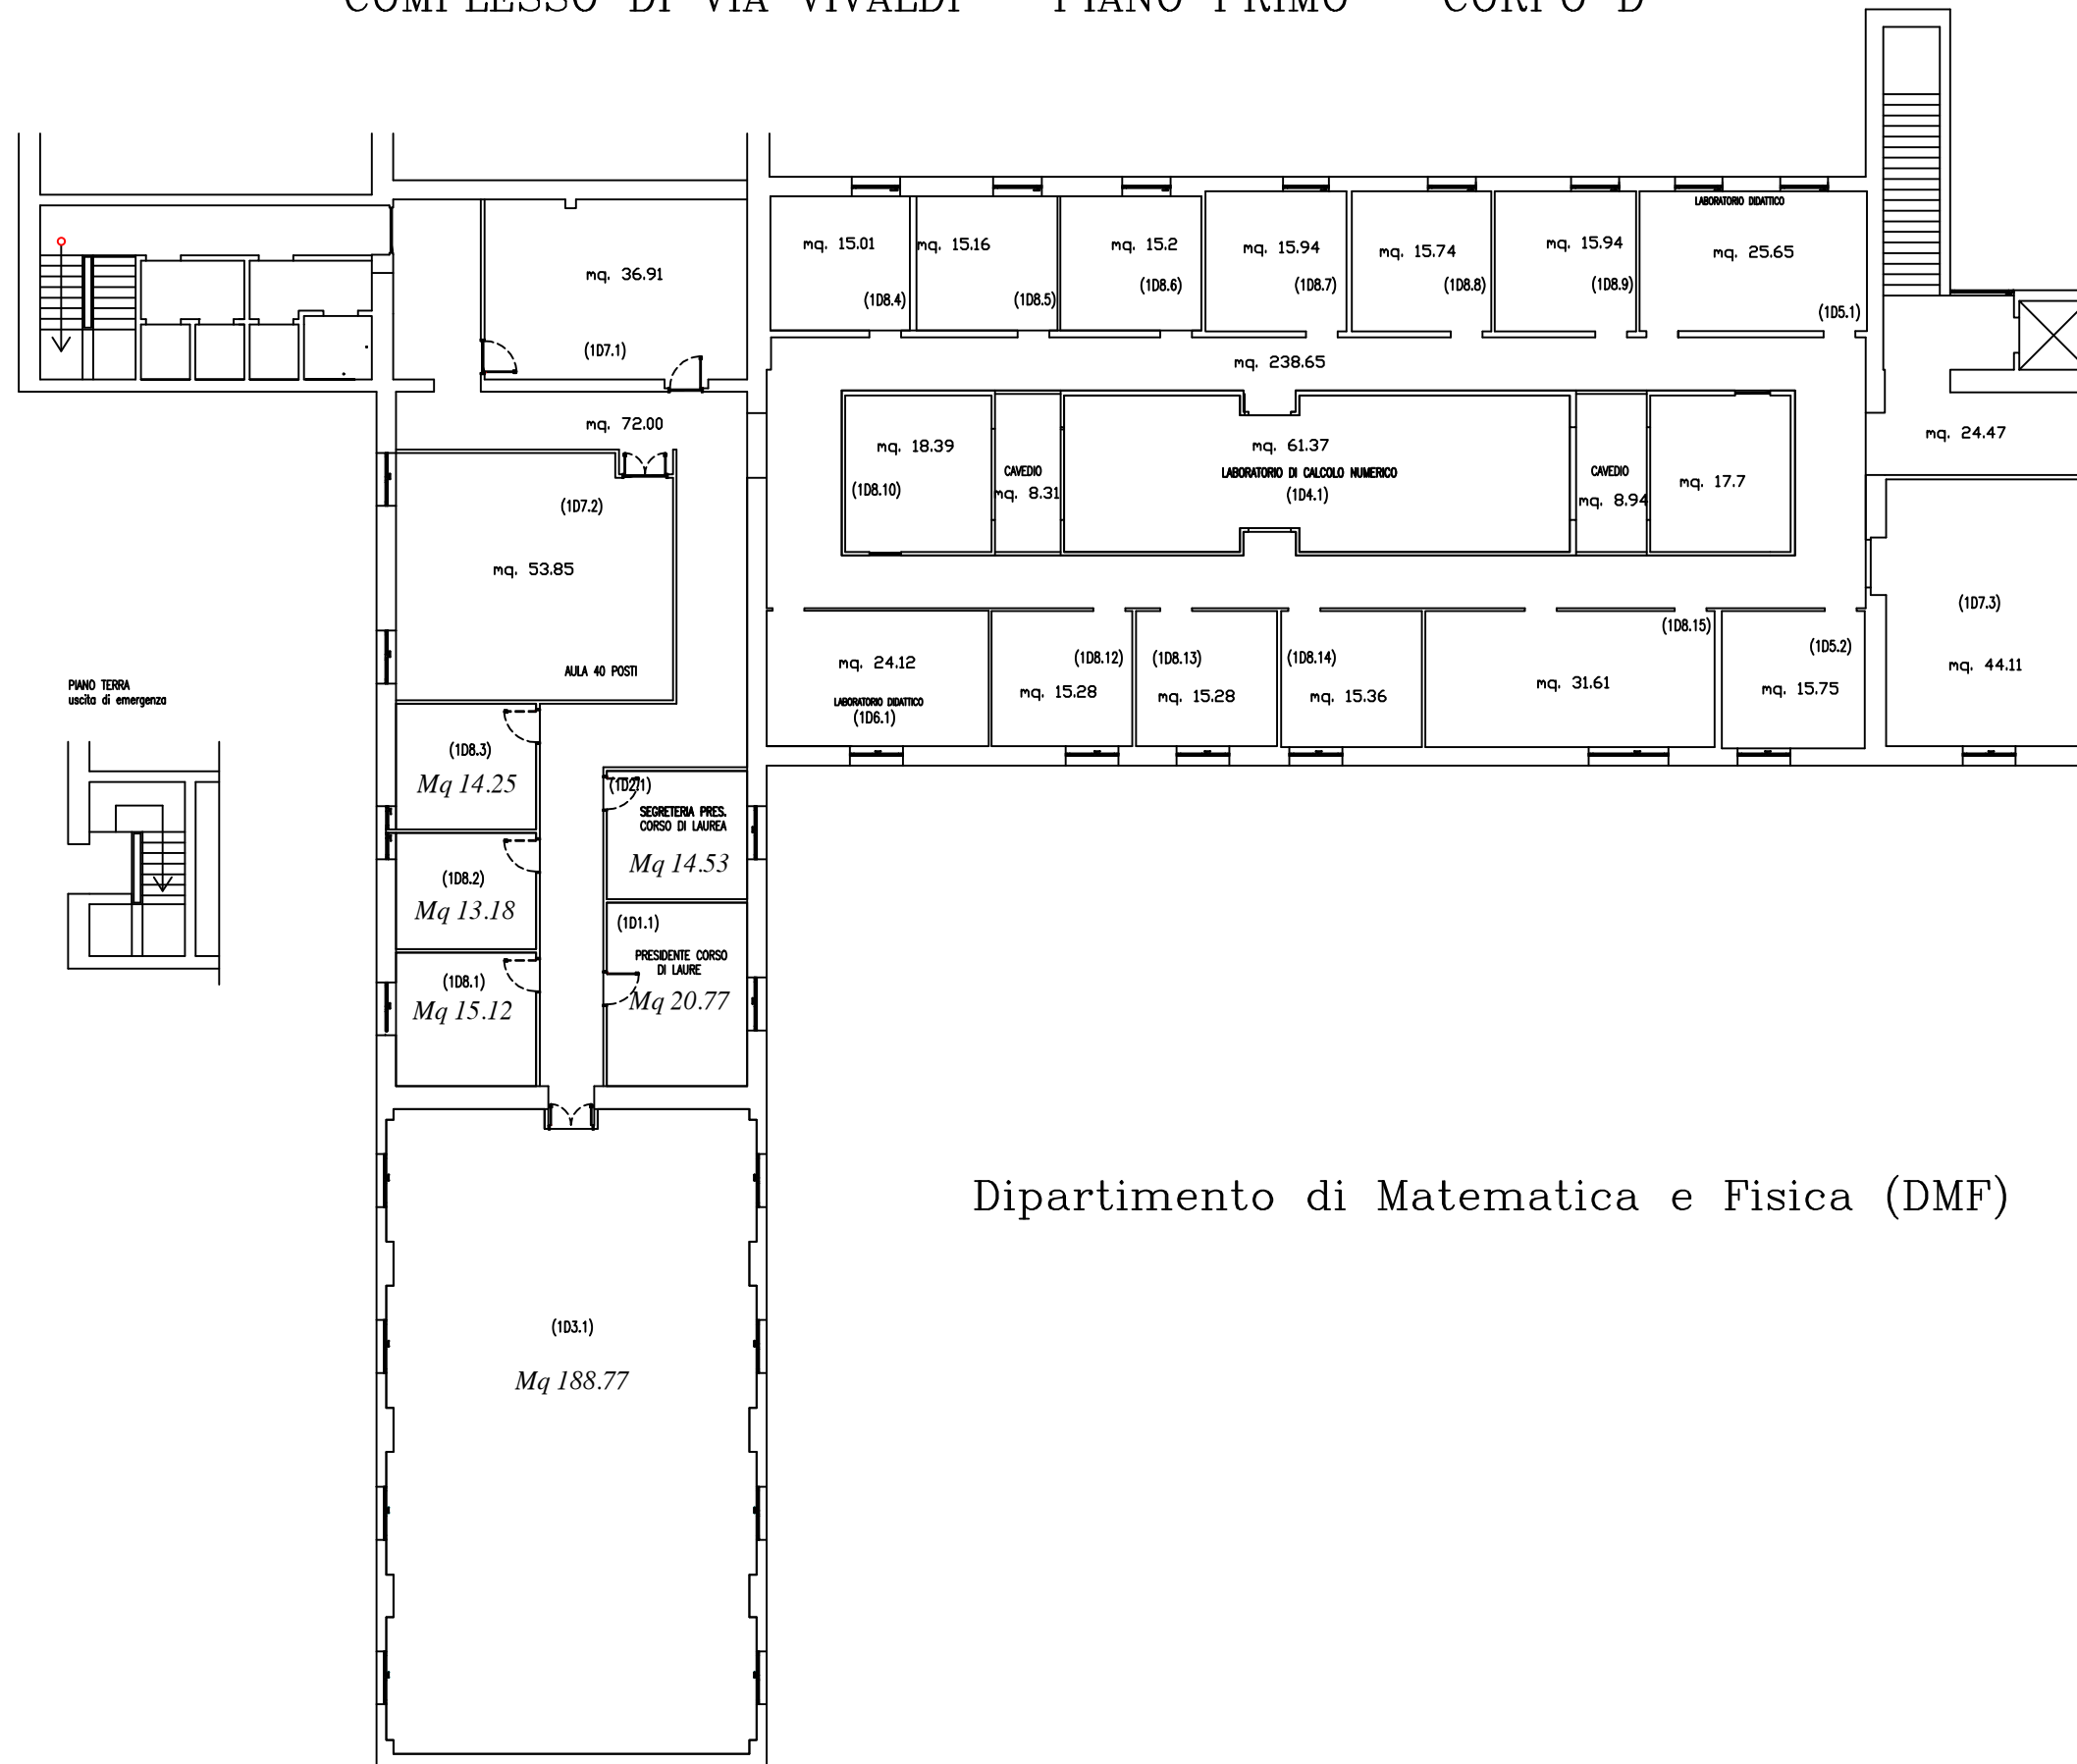 COMPLESSO DI VIA VIVALDI - PIANO PRIMO - CORPO D
LABORATORIO DIDATTICO
mq. 15.01
mq. 15.16
mq. 15.2
mq. 15.94
mq. 15.74
mq. 15.94
mq. 25.65
(1D8.4)
(1D8.5)
(1D8.6)
(1D8.7)
(1D8.8)
(1D8.9)
(1D5.1)
mq. 36.91
(1D7.1)
mq. 238.65
mq. 72.00
mq. 18.39
(1D8.10)
CAVEDIO
mq. 8.31
mq. 61.37
LABORATORIO DI CALCOLO NUMERICO
(1D4.1)
CAVEDIO
mq. 8.94
mq. 17.7
mq. 24.47
(1D7.2)
mq. 53.85
AULA 40 POSTI
(1D7.3)
mq. 44.11
mq. 24.12
LABORATORIO DIDATTICO
(1D6.1)
(1D8.12)
mq. 15.28
(1D8.13)
mq. 15.28
(1D8.14)
mq. 15.36
(1D8.15)
mq. 31.61
(1D5.2)
mq. 15.75
PIANO TERRA
uscita di emergenza
(1D8.3)
Mq 14.25
(1D2.1)
SEGRETERIA PRES.
CORSO DI LAUREA
Mq 14.53
(1D8.2)
Mq 13.18
(1D1.1)
PRESIDENTE CORSO
DI LAURE
Mq 20.77
(1D8.1)
Mq 15.12
Dipartimento di Matematica e Fisica (DMF)
(1D3.1)
Mq 188.77